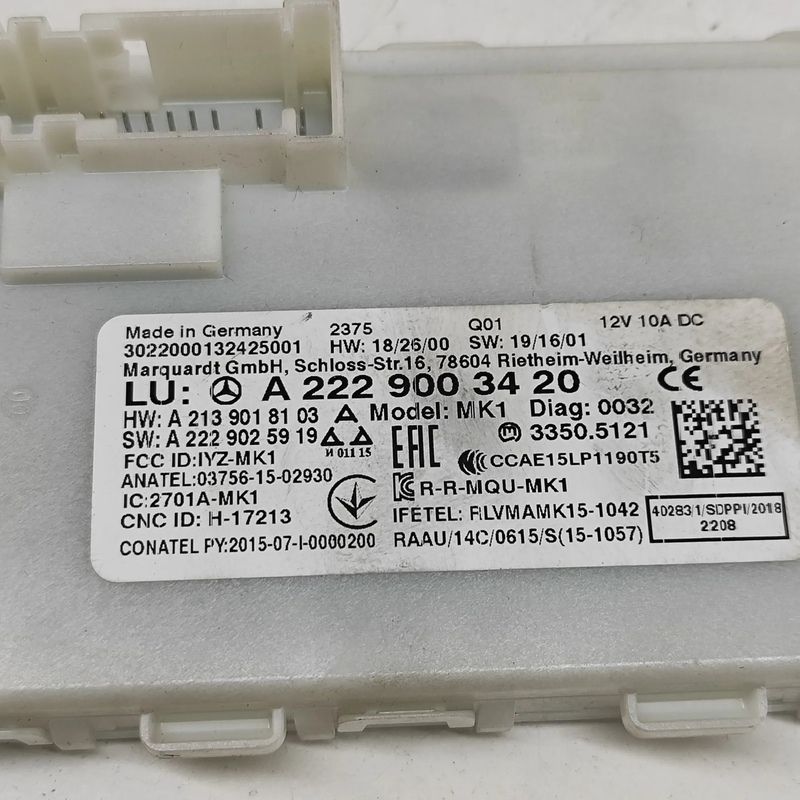 Made in Germany 2375 Q01 12V 10A DC
3022000132425001 HW: 18/26/00 SW: 19/16/01
Marquardt GmbH, Schloss-Str.16, 78604 Rietheim-Weilheim, Germany
LU: A 222 900 34 20 CE
HW: A 213 901 81 03 Model: MK1 Diag: 0032
SW: A 222 902 59 19 EAC 3350.5121
И 011 15
FCC ID:IYZ-MK1 CCAE15LP1190T5
ANATEL:03756-15-02930
IC:2701A-MK1 R-R-MQU-MK1
CNC ID: H-17213 IFETEL: RLVMAMK15-1042 40283/1/SDPPI/2018
2208
CONATEL PY:2015-07-I-0000200 RAAU/14C/0615/S(15-1057)